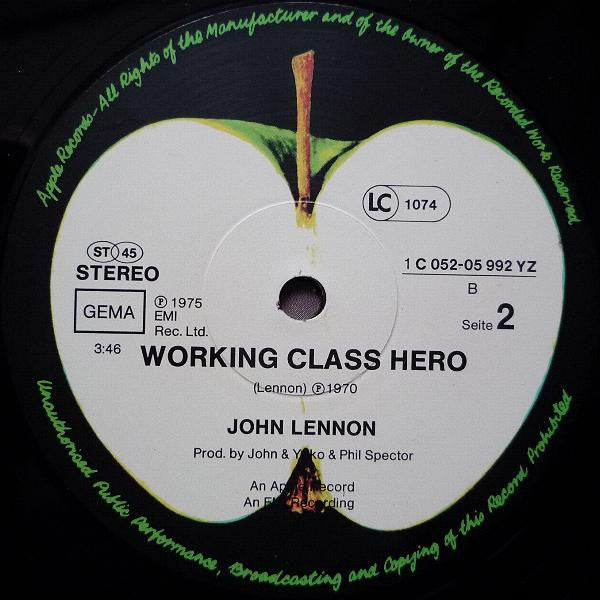 Apple Records-All Rights of the Manufacturer and of the Owner of the Recorded Work Reserved
LC 1074
ST 45
STEREO
1 C 052-05 992 YZ
B
GEMA
℗ 1975
EMI
Rec. Ltd.
Seite 2
3:46
WORKING CLASS HERO
(Lennon) ℗ 1970
JOHN LENNON
Prod. by John & Yoko & Phil Spector
An Apple Record
An EMI Recording
Unauthorised Public Performance, Broadcasting and Copying of this Record Prohibited